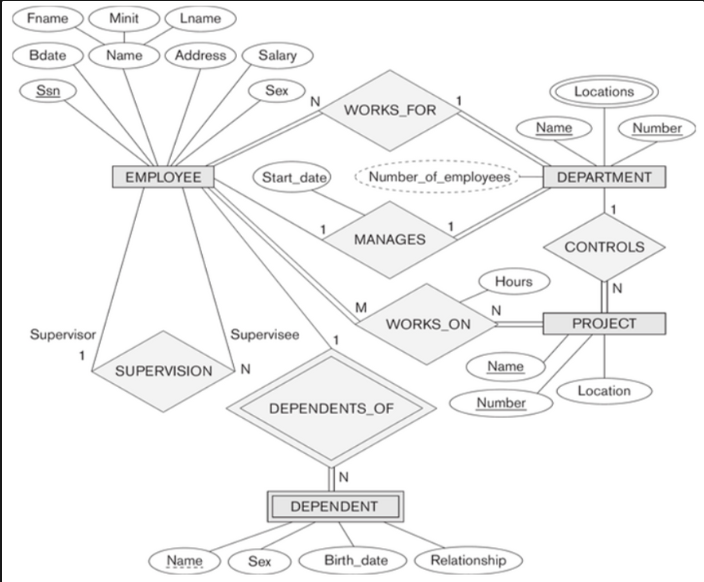 Fname
Minit
Lname
Bdate
Name
Address
Salary
Ssn
Sex
N
WORKS_FOR
1
Locations
Name
Number
EMPLOYEE
Start_date
Number_of_employees
DEPARTMENT
1
MANAGES
1
1
CONTROLS
N
Hours
M
WORKS_ON
N
PROJECT
Supervisor
1
SUPERVISION
Supervisee
N
1
Name
Number
Location
DEPENDENTS_OF
N
DEPENDENT
Name
Sex
Birth_date
Relationship